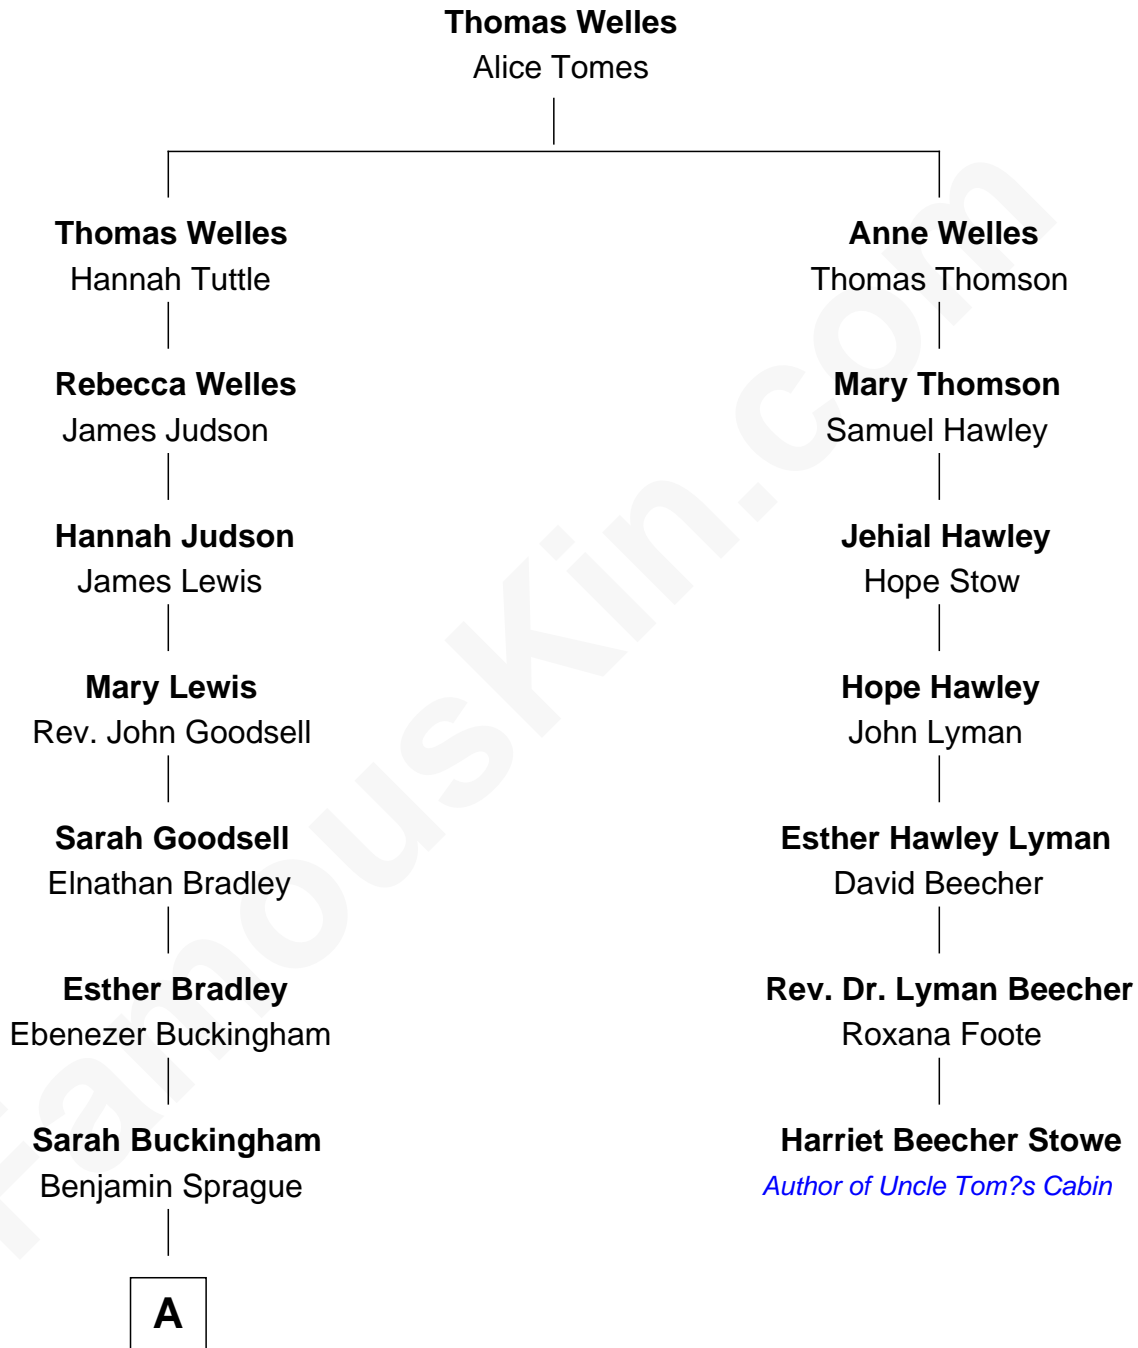 Thomas Welles
Alice Tomes
Thomas Welles
Hannah Tuttle
Rebecca Welles
James Judson
Hannah Judson
James Lewis
Mary Lewis
Rev. John Goodsell
Sarah Goodsell
Elnathan Bradley
Esther Bradley
Ebenezer Buckingham
Sarah Buckingham
Benjamin Sprague
A
Anne Welles
Thomas Thomson
Mary Thomson
Samuel Hawley
Jehial Hawley
Hope Stow
Hope Hawley
John Lyman
Esther Hawley Lyman
David Beecher
Rev. Dr. Lyman Beecher
Roxana Foote
Harriet Beecher Stowe
Author of Uncle Tom?s Cabin
FamousKin.com